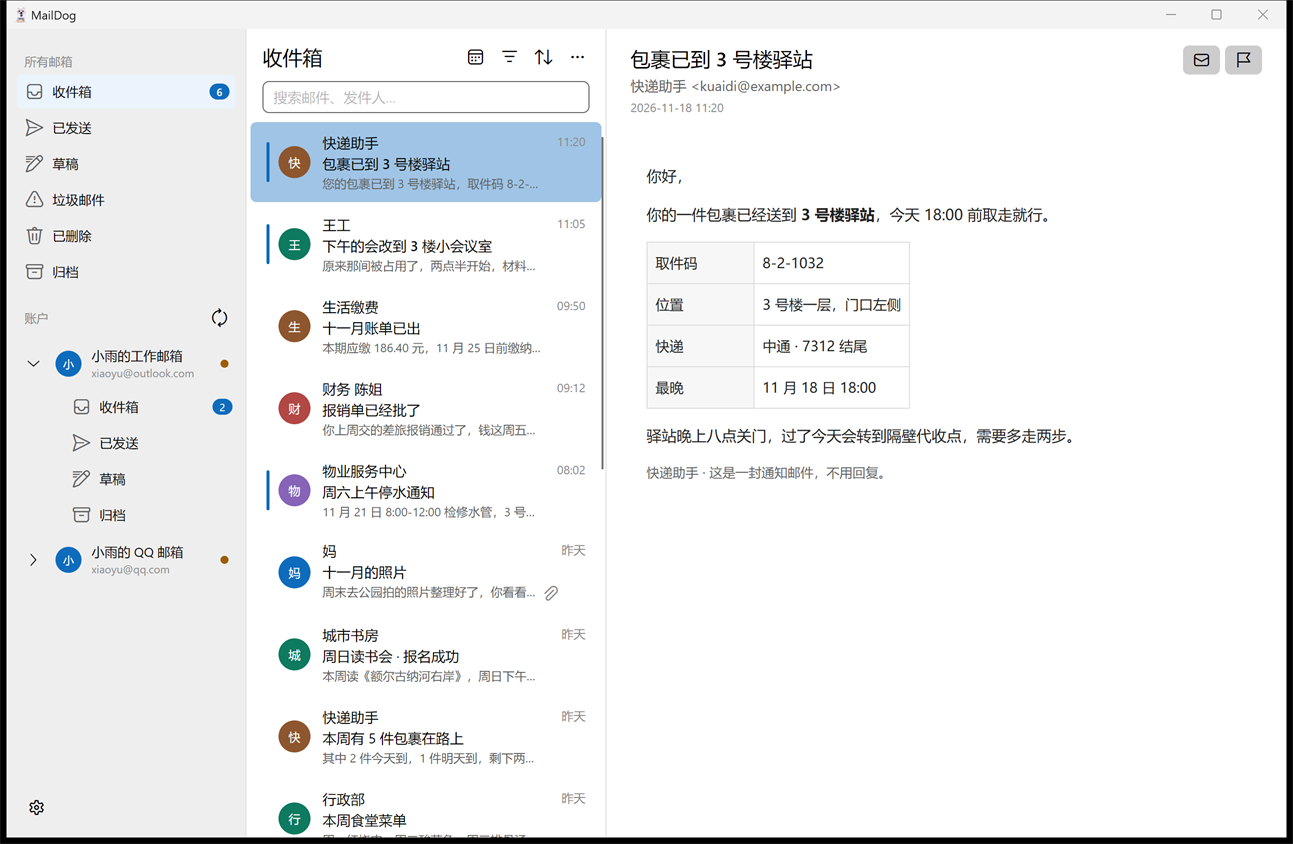 MailDog
所有邮箱
收件箱 6
已发送
草稿
垃圾邮件
已删除
归档
账户
小 小雨的工作邮箱
xiaoyu@outlook.com
收件箱 2
已发送
草稿
归档
小 小雨的 QQ 邮箱
xiaoyu@qq.com
收件箱
搜索邮件、发件人...
快递助手 11:20
快 包裹已到 3 号楼驿站
您的包裹已到 3 号楼驿站，取件码 8-2-...
王工 11:05
王 下午的会改到 3 楼小会议室
原来那间被占用了，两点半开始，材料...
生活缴费 09:50
生 十一月账单已出
本期应缴 186.40 元，11 月 25 日前缴纳...
财务 陈姐 09:12
财 报销单已经批了
你上周交的差旅报销通过了，钱这周五...
物业服务中心 08:02
物 周六上午停水通知
11 月 21 日 8:00-12:00 检修水管，3 号...
妈 昨天
妈 十一月的照片
周末去公园拍的照片整理好了，你看看...
城市书房 昨天
城 周日读书会 · 报名成功
本周读《额尔古纳河右岸》，周日下午...
快递助手 昨天
快 本周有 5 件包裹在路上
其中 2 件今天到，1 件明天到，剩下两...
行政部 昨天
行 本周食堂菜单
包裹已到 3 号楼驿站
快递助手 <kuaidi@example.com>
2026-11-18 11:20
你好，
你的一件包裹已经送到 3 号楼驿站，今天 18:00 前取走就行。
取件码 8-2-1032
位置 3 号楼一层，门口左侧
快递 中通 · 7312 结尾
最晚 11 月 18 日 18:00
驿站晚上八点关门，过了今天会转到隔壁代收点，需要多走两步。
快递助手 · 这是一封通知邮件，不用回复。